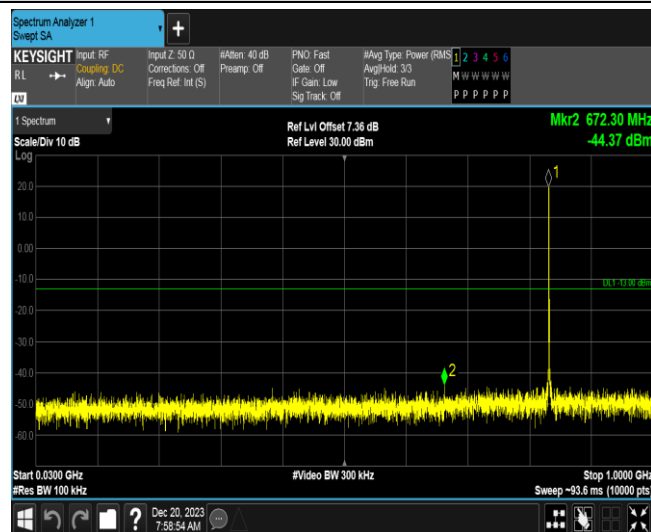 Spectrum Analyzer 1
Swept SA
KEYSIGHT
RL
LXI
Input: RF
Coupling: DC
Align: Auto
Input Z: 50 Ω
Corrections: Off
Freq Ref: Int (S)
#Atten: 40 dB
Preamp: Off
PNO: Fast
Gate: Off
IF Gain: Low
Sig Track: Off
#Avg Type: Power (RMS
Avg|Hold: 3/3
Trig: Free Run
1 2 3 4 5 6
M W W W W W
P P P P P P
1 Spectrum
Scale/Div 10 dB
Ref Lvl Offset 7.36 dB
Ref Level 30.00 dBm
Mkr2 672.30 MHz
-44.37 dBm
Log
1
20.0
10.0
0.00
-10.0
DL1 -13.00 dBm
-20.0
-30.0
-40.0
2
-50.0
-60.0
Start 0.0300 GHz
#Video BW 300 kHz
Stop 1.0000 GHz
#Res BW 100 kHz
Sweep ~93.6 ms (10000 pts)
?
Dec 20, 2023
7:58:54 AM